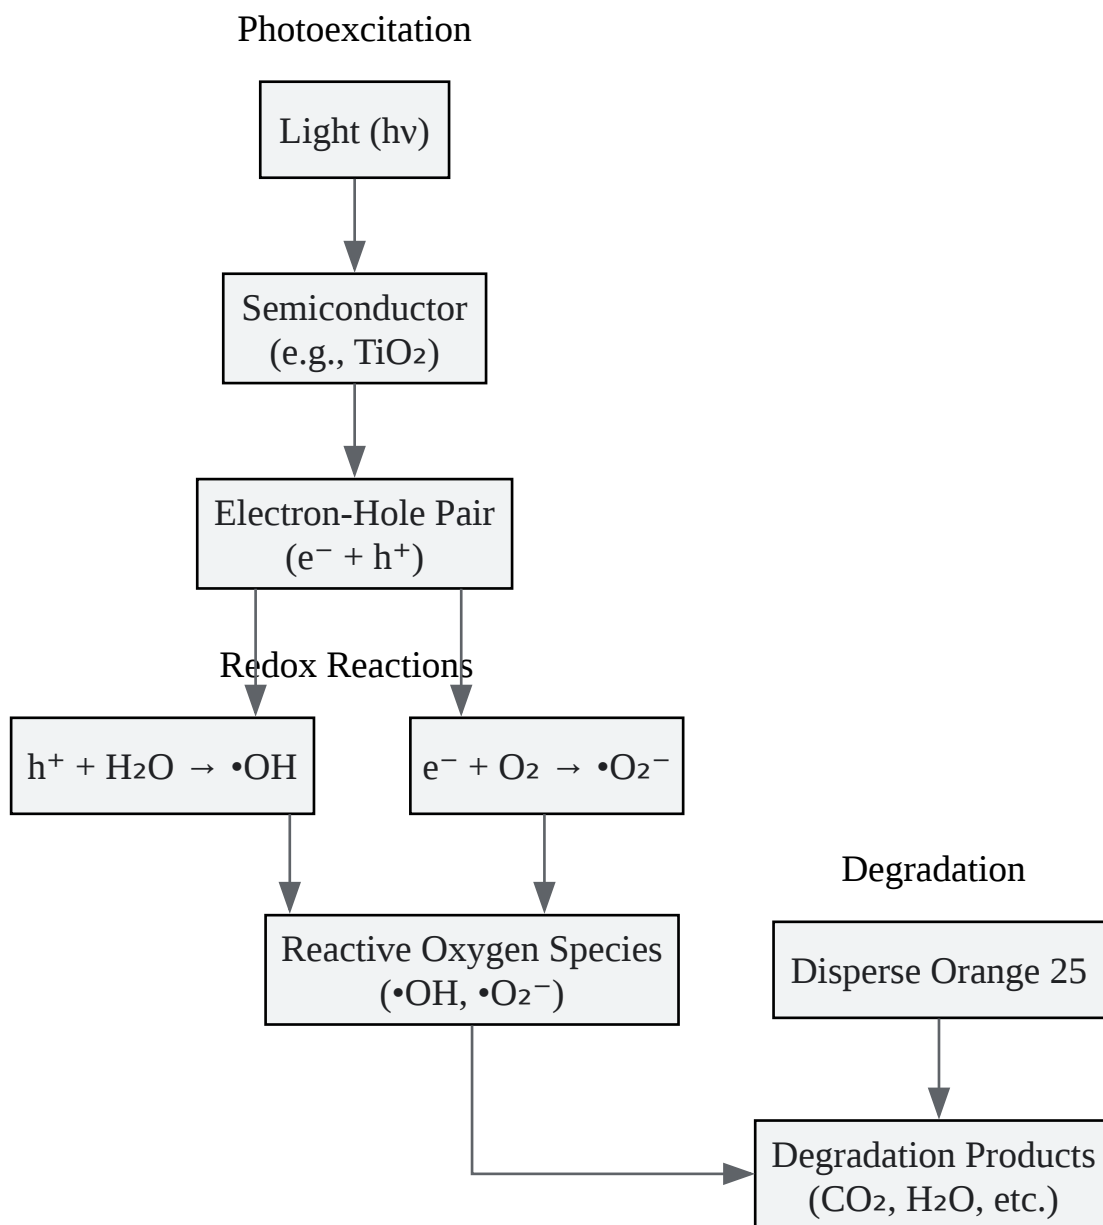 Photoexcitation
Light (hν)
Semiconductor
(e.g., TiO₂)
Electron-Hole Pair
(e⁻ + h⁺)
Redox Reactions
h⁺ + H₂O → •OH
e⁻ + O₂ → •O₂⁻
Reactive Oxygen Species
(•OH, •O₂⁻)
Degradation
Disperse Orange 25
Degradation Products
(CO₂, H₂O, etc.)